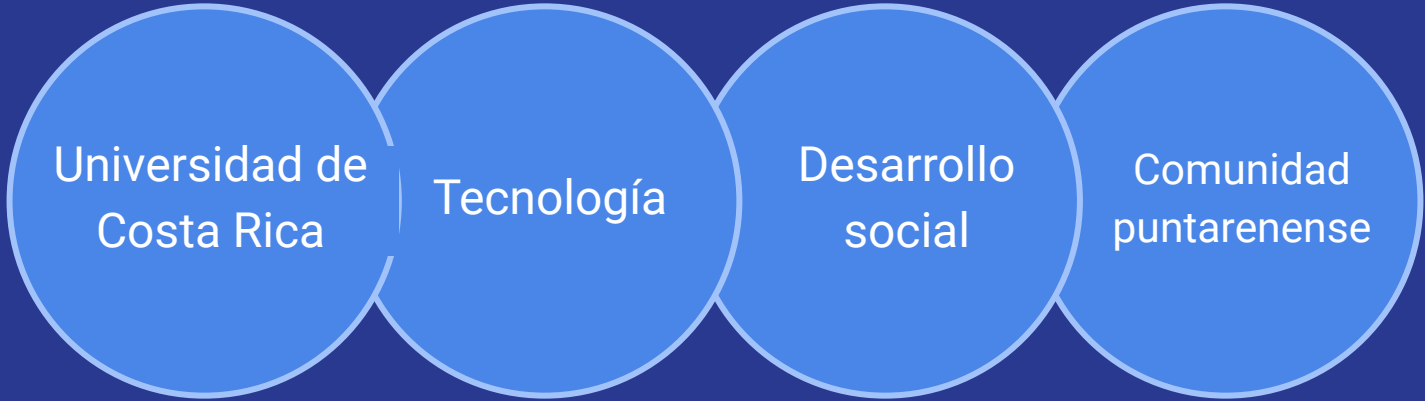 Universidad de
Costa Rica
Tecnología
Desarrollo
social
Comunidad
puntarenense